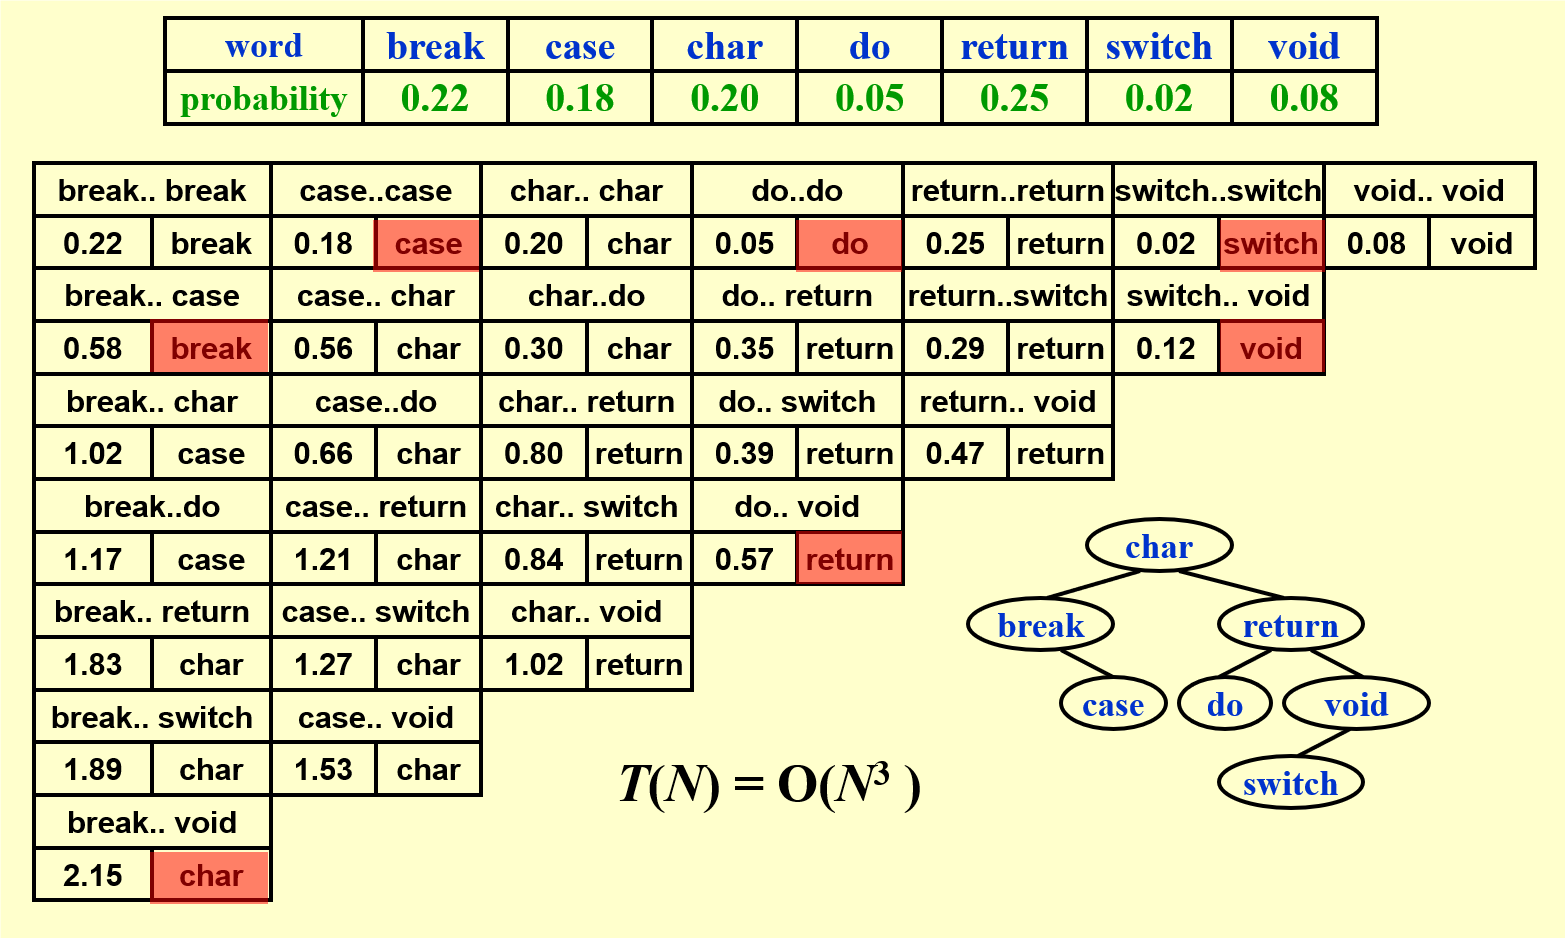 word break case char do return switch void
probability 0.22 0.18 0.20 0.05 0.25 0.02 0.08
break.. break case..case char.. char do..do return..return switch..switch void.. void
0.22 break 0.18 case 0.20 char 0.05 do 0.25 return 0.02 switch 0.08 void
break.. case case.. char char..do do.. return return..switch switch.. void
0.58 break 0.56 char 0.30 char 0.35 return 0.29 return 0.12 void
break.. char case..do char.. return do.. switch return.. void
1.02 case 0.66 char 0.80 return 0.39 return 0.47 return
break..do case.. return char.. switch do.. void
1.17 case 1.21 char 0.84 return 0.57 return
break.. return case.. switch char.. void
1.83 char 1.27 char 1.02 return
break.. switch case.. void
1.89 char 1.53 char
break.. void
2.15 char
T(N) = O(N³ )
char
break return
case do void
switch